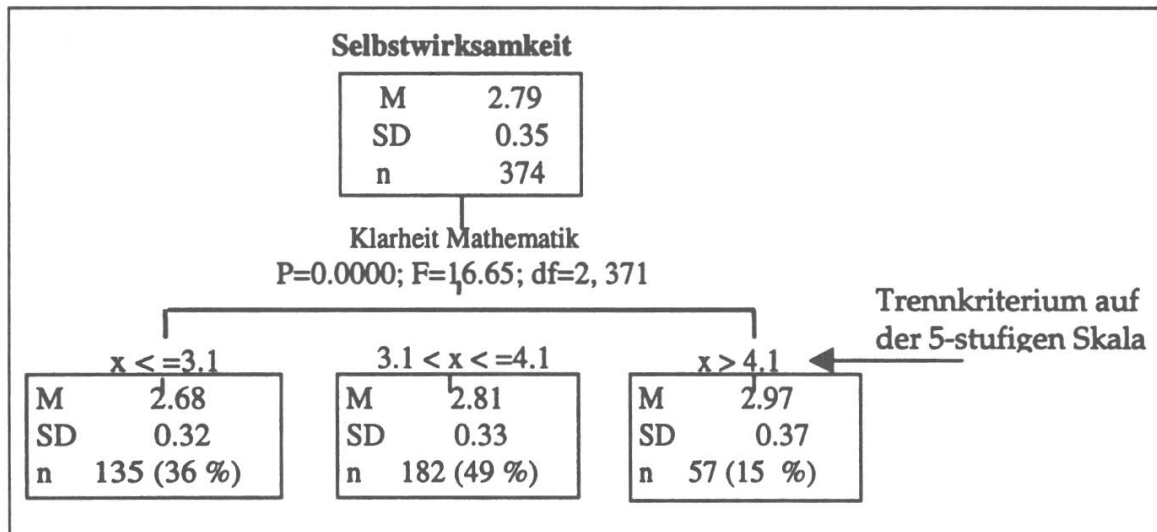 Selbstwirksamkeit
M 2.79
SD 0.35
n 374
Klarheit Mathematik
P=0.0000; F=16.65; df=2, 371
Trennkriterium auf
der 5-stufigen Skala
x < =3.1
M 2.68
SD 0.32
n 135 (36 %)
3.1 < x < =4.1
M 2.81
SD 0.33
n 182 (49 %)
x > 4.1
M 2.97
SD 0.37
n 57 (15 %)